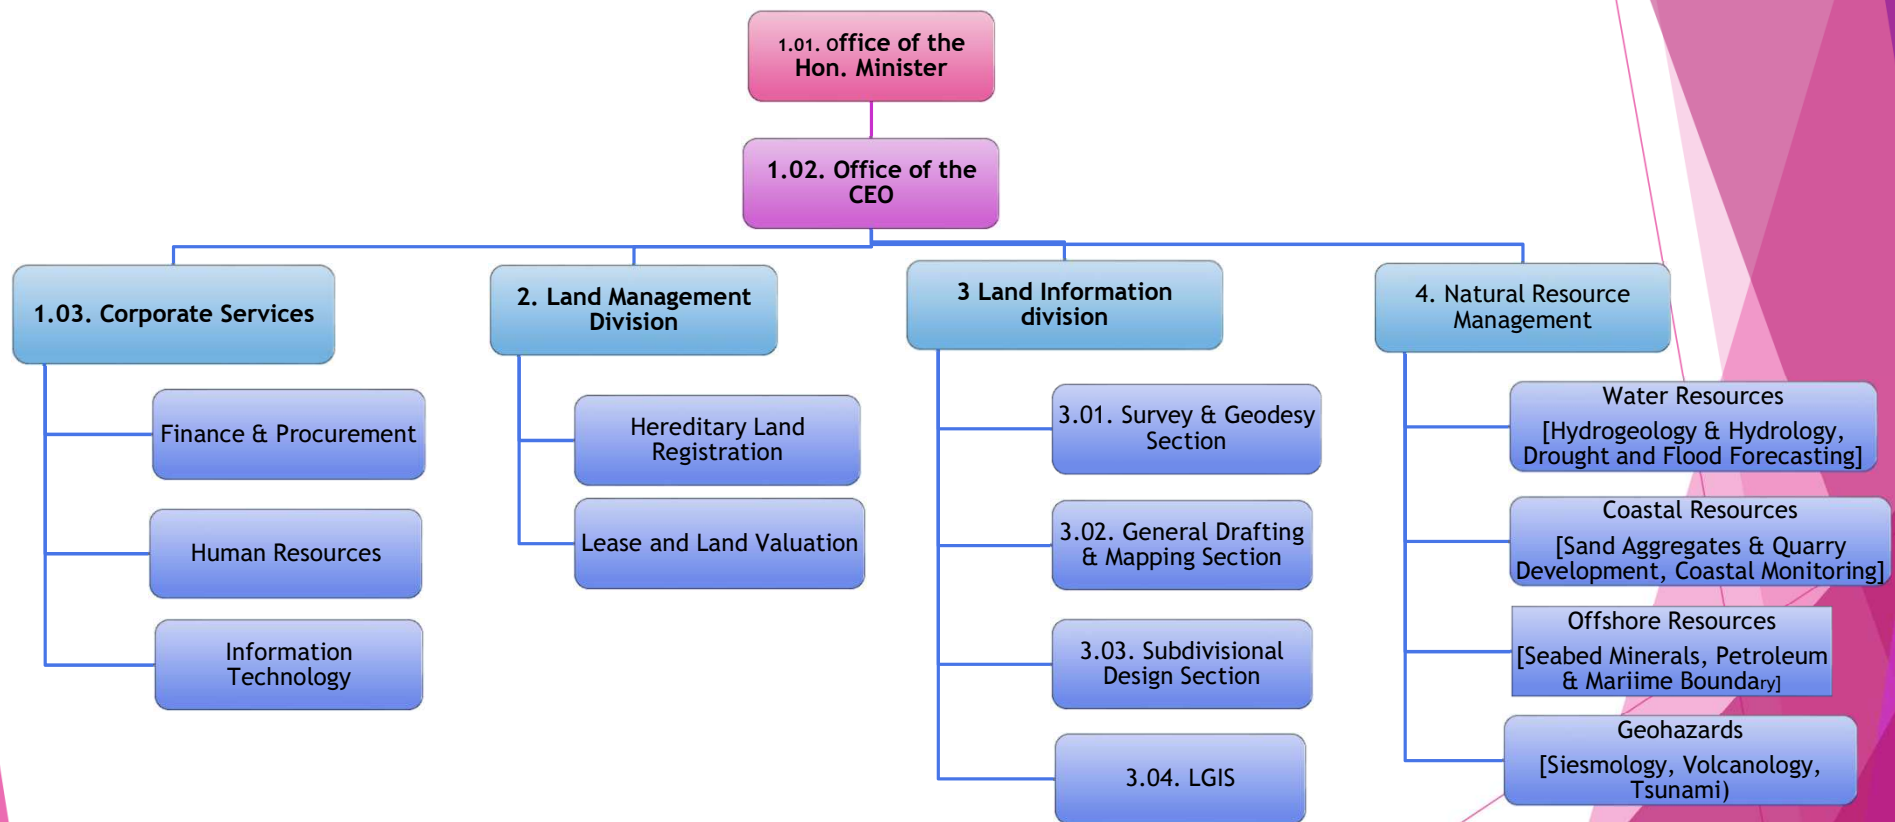 1.01. Office of the
Hon. Minister
1.02. Office of the
CEO
1.03. Corporate Services
Finance & Procurement
Human Resources
Information
Technology
2. Land Management
Division
Hereditary Land
Registration
Lease and Land Valuation
3 Land Information
division
3.01. Survey & Geodesy
Section
3.02. General Drafting
& Mapping Section
3.03. Subdivisional
Design Section
3.04. LGIS
4. Natural Resource
Management
Water Resources
[Hydrogeology & Hydrology,
Drought and Flood Forecasting]
Coastal Resources
[Sand Aggregates & Quarry
Development, Coastal Monitoring]
Offshore Resources
[Seabed Minerals, Petroleum
& Mariime Boundary]
Geohazards
[Siesmology, Volcanology,
Tsunami)